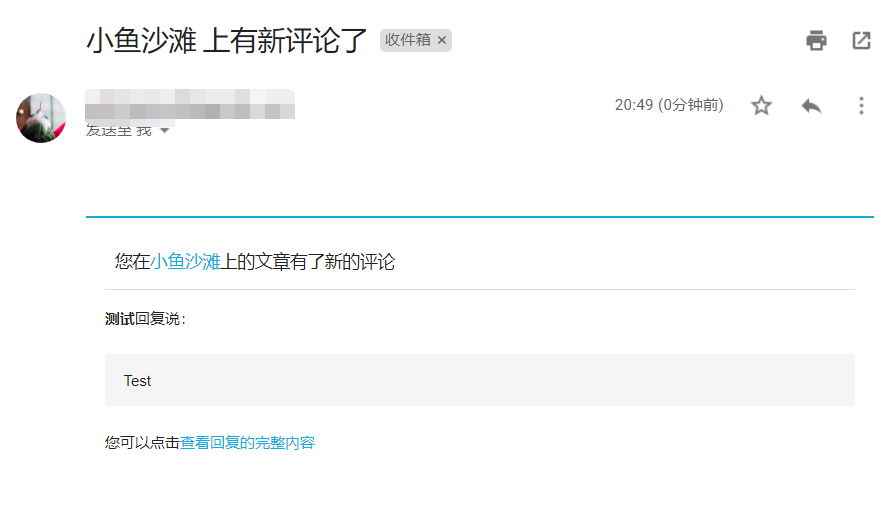 小鱼沙滩 上有新评论了 收件箱 ×
20:49 (0分钟前)
发送至 我
您在小鱼沙滩上的文章有了新的评论
测试回复说：
Test
您可以点击查看回复的完整内容